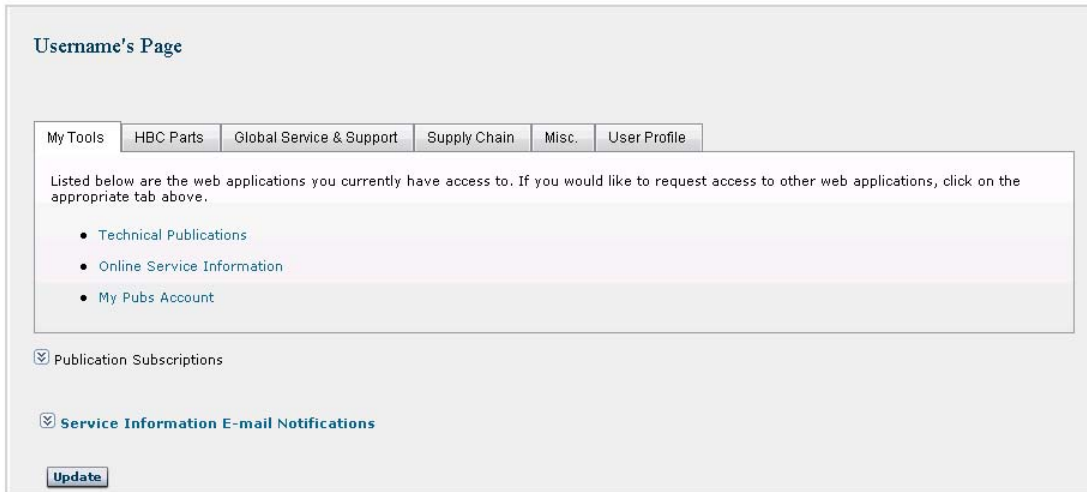 Username's Page
My Tools HBC Parts Global Service & Support Supply Chain Misc. User Profile
Listed below are the web applications you currently have access to. If you would like to request access to other web applications, click on the
appropriate tab above.
Technical Publications
Online Service Information
My Pubs Account
Publication Subscriptions
Service Information E-mail Notifications
Update